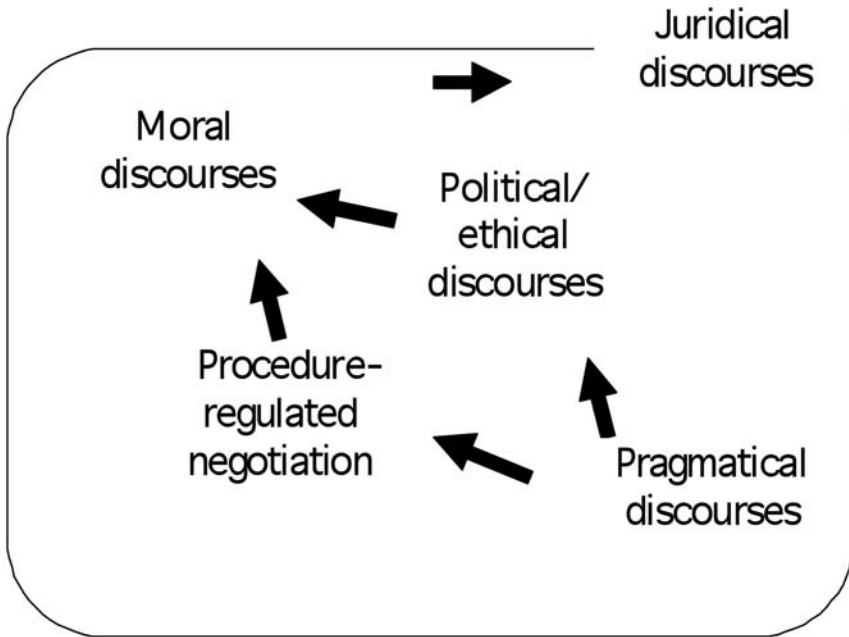 Juridical
discourses
Moral
discourses
Political/
ethical
discourses
Procedure-
regulated
negotiation
Pragmatical
discourses